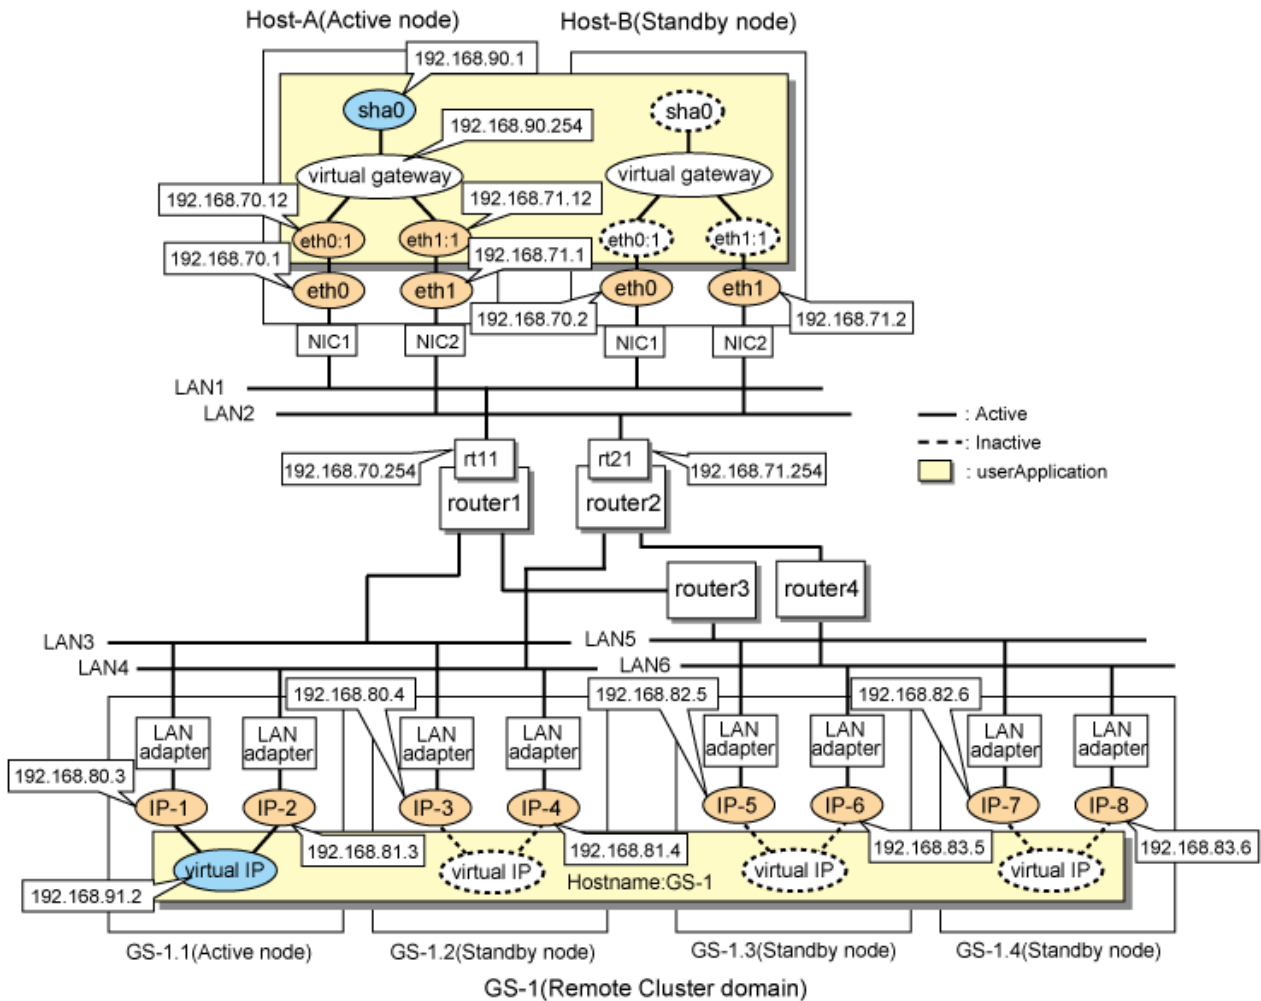 Host-A(Active node)
Host-B(Standby node)
192.168.90.1
sha0
sha0
192.168.90.254
virtual gateway
virtual gateway
192.168.70.12
192.168.71.12
eth0:1
eth1:1
eth0:1
eth1:1
192.168.70.1
192.168.71.1
eth0
eth1
eth0
eth1
192.168.70.2
192.168.71.2
NIC1
NIC2
NIC1
NIC2
LAN1
LAN2
: Active
: Inactive
: userApplication
192.168.70.254
rt11
rt21
192.168.71.254
router1
router2
router3
router4
LAN3
LAN5
LAN4
LAN6
192.168.80.4
192.168.82.5
192.168.82.6
LAN
adapter
LAN
adapter
LAN
adapter
LAN
adapter
LAN
adapter
LAN
adapter
LAN
adapter
LAN
adapter
192.168.80.3
IP-1
IP-2
IP-3
IP-4
IP-5
IP-6
IP-7
IP-8
192.168.81.3
192.168.81.4
192.168.83.5
192.168.83.6
virtual IP
virtual IP
virtual IP
virtual IP
Hostname:GS-1
192.168.91.2
GS-1.1(Active node)
GS-1.2(Standby node)
GS-1.3(Standby node)
GS-1.4(Standby node)
GS-1(Remote Cluster domain)